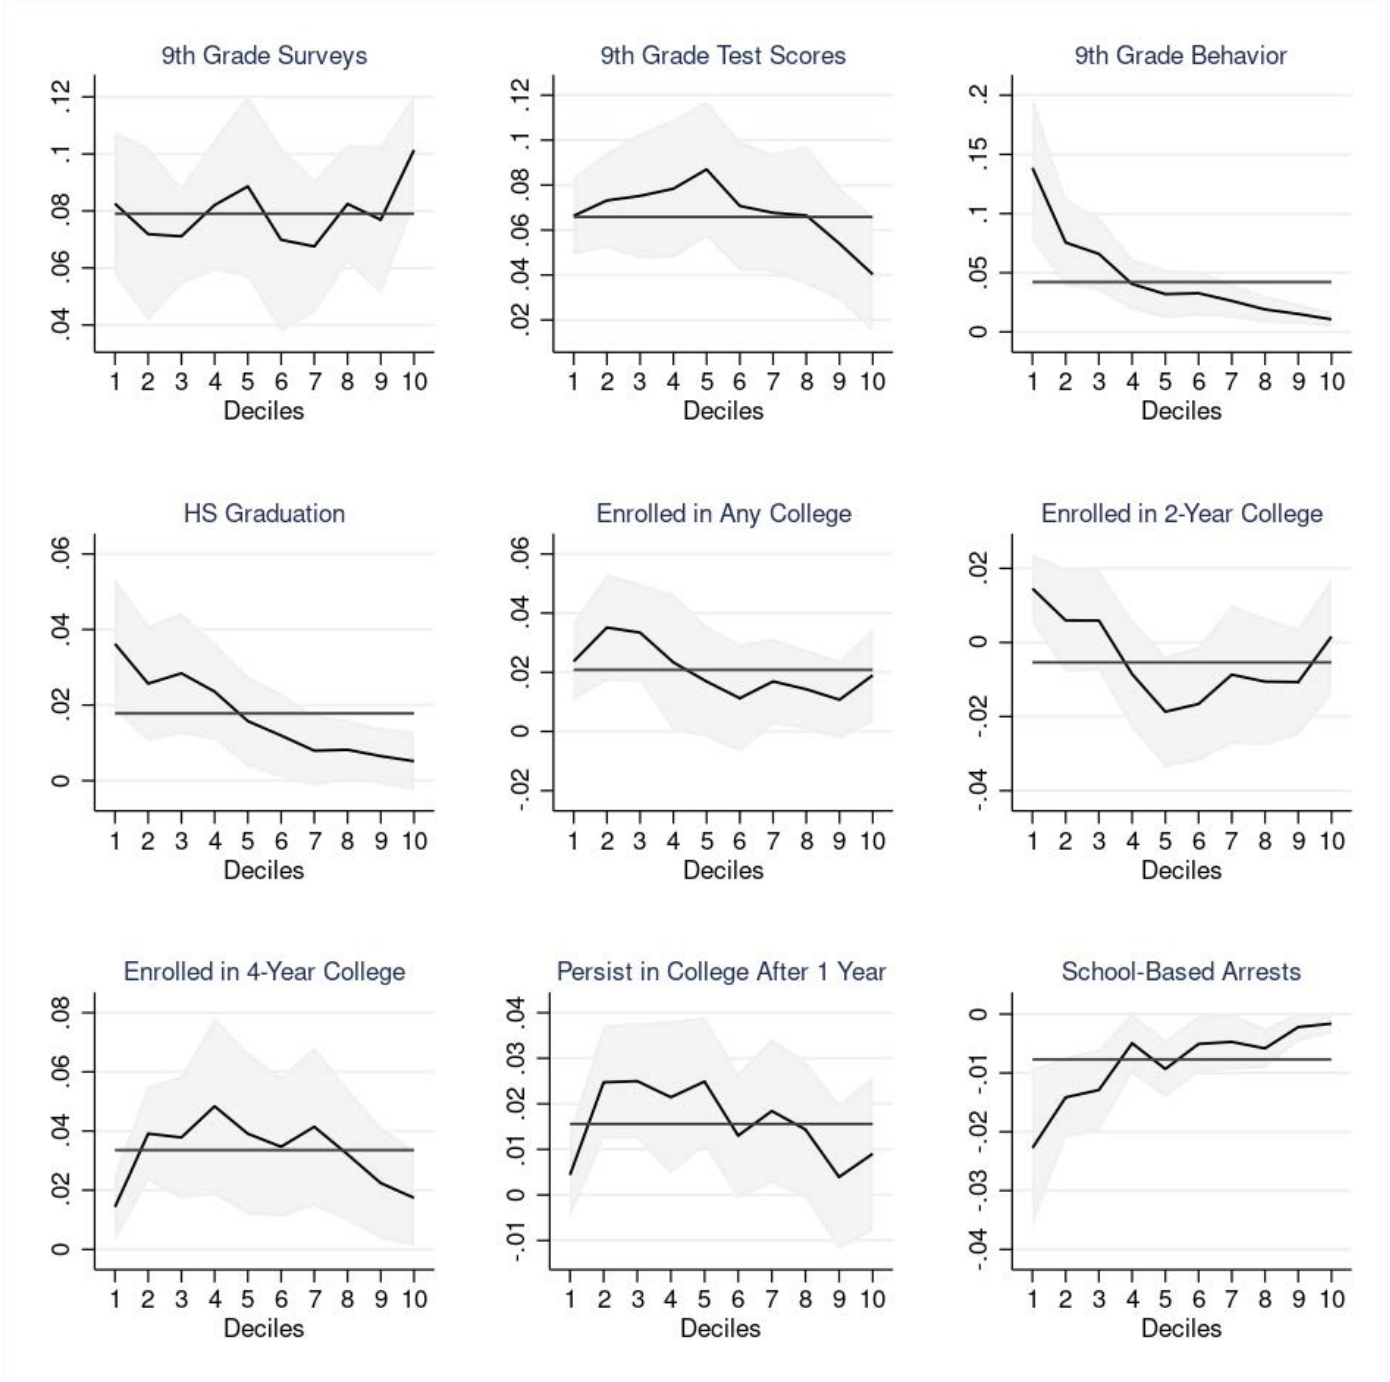 9th Grade Surveys
.12
.1
.08
.06
.04
1 2 3 4 5 6 7 8 9 10
Deciles
9th Grade Test Scores
.12
.1
.08
.06
.04
.02
1 2 3 4 5 6 7 8 9 10
Deciles
9th Grade Behavior
.2
.15
.1
.05
0
1 2 3 4 5 6 7 8 9 10
Deciles
HS Graduation
.06
.04
.02
0
1 2 3 4 5 6 7 8 9 10
Deciles
Enrolled in Any College
.06
.04
.02
0
-.02
1 2 3 4 5 6 7 8 9 10
Deciles
Enrolled in 2-Year College
.02
0
-.02
-.04
1 2 3 4 5 6 7 8 9 10
Deciles
Enrolled in 4-Year College
.08
.06
.04
.02
0
1 2 3 4 5 6 7 8 9 10
Deciles
Persist in College After 1 Year
.04
.03
.02
.01
0
-.01
1 2 3 4 5 6 7 8 9 10
Deciles
School-Based Arrests
0
-.01
-.02
-.03
-.04
1 2 3 4 5 6 7 8 9 10
Deciles